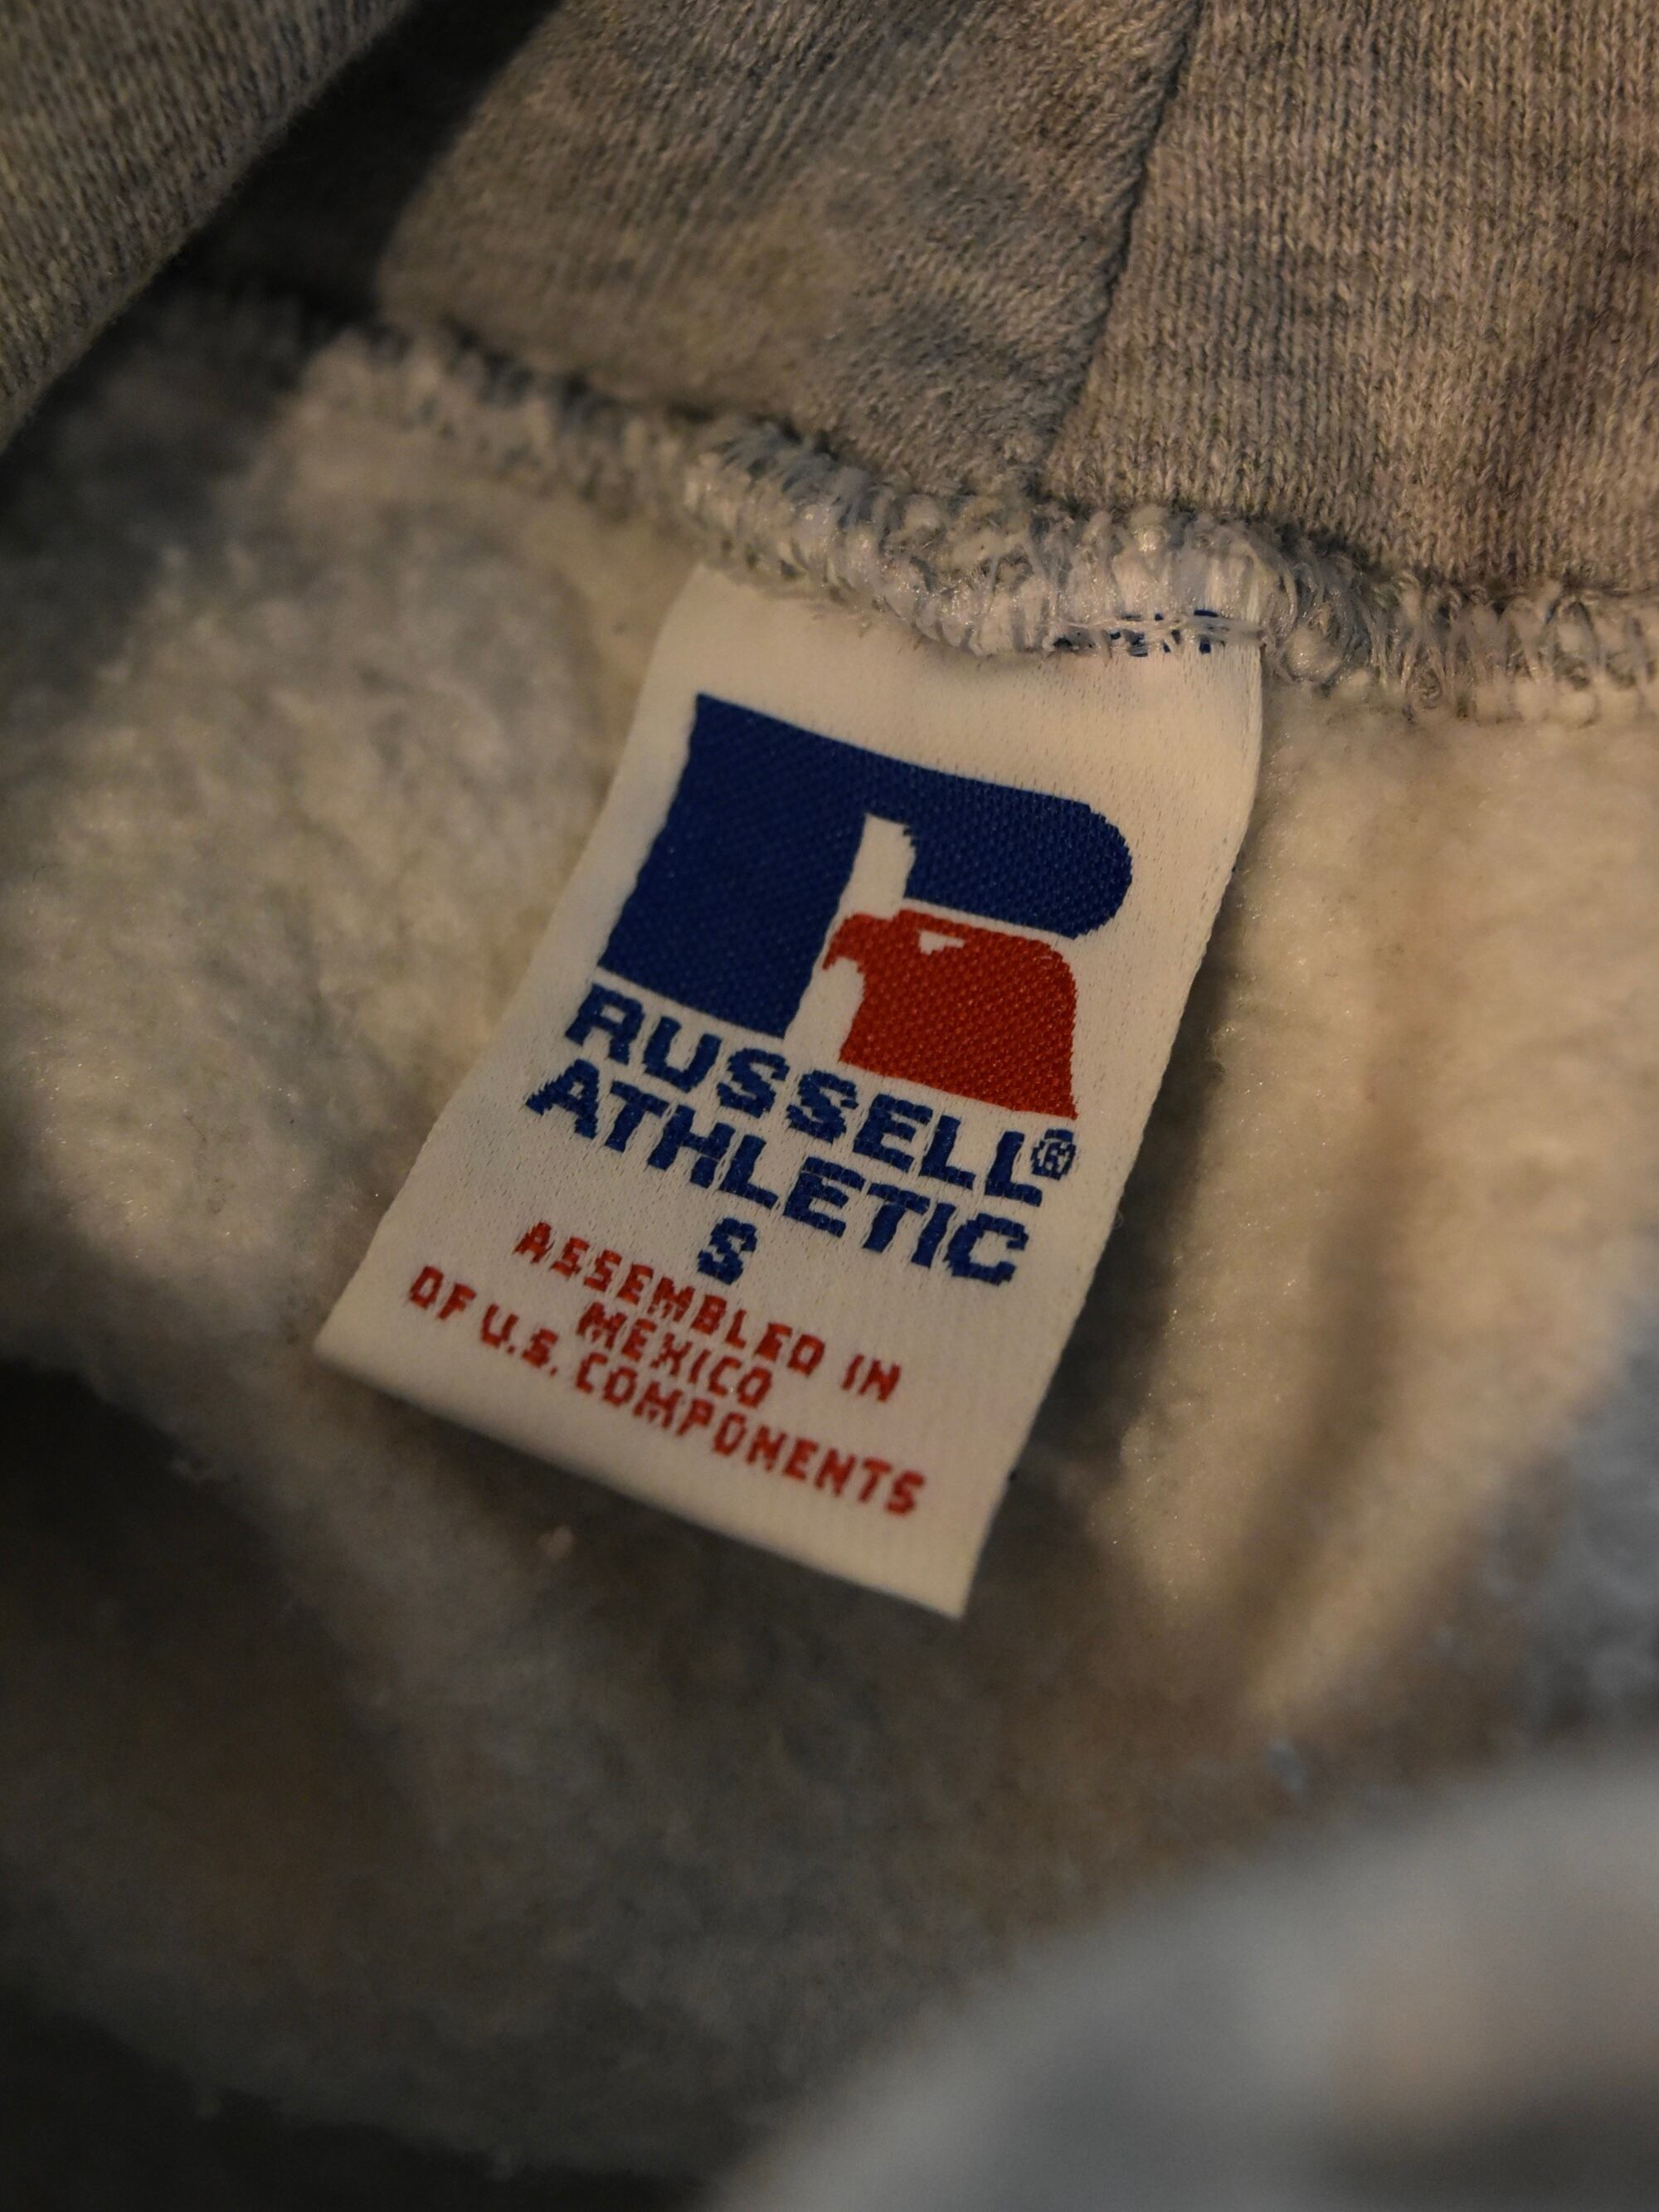 RUSSELL®
ATHLETIC
S
ASSEMBLED IN
MEXICO
OF U.S. COMPONENTS